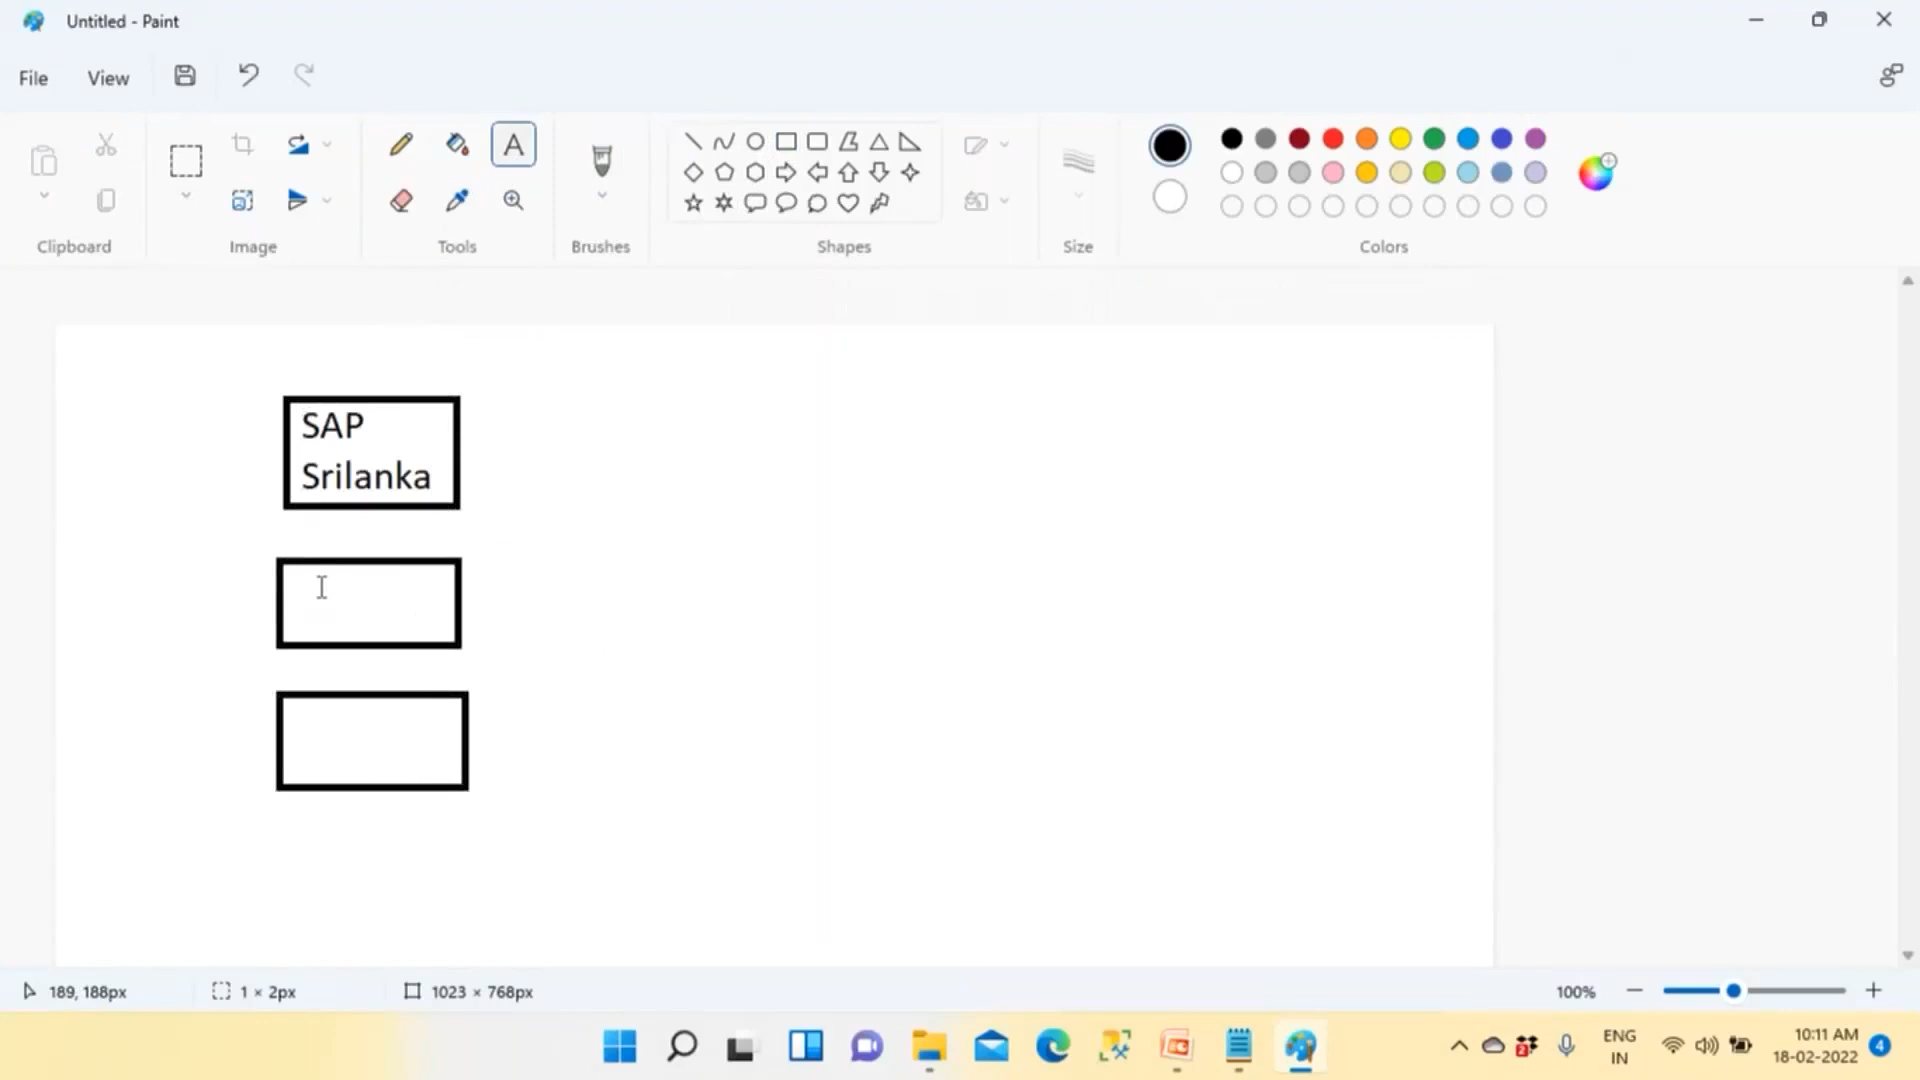 Untitled - Paint
File View
Clipboard Image Tools Brushes Shapes Size Colors
SAP
Srilanka
189, 188px 1 × 2px 1023 × 768px 100%
ENG
IN
10:11 AM
18-02-2022
4
2